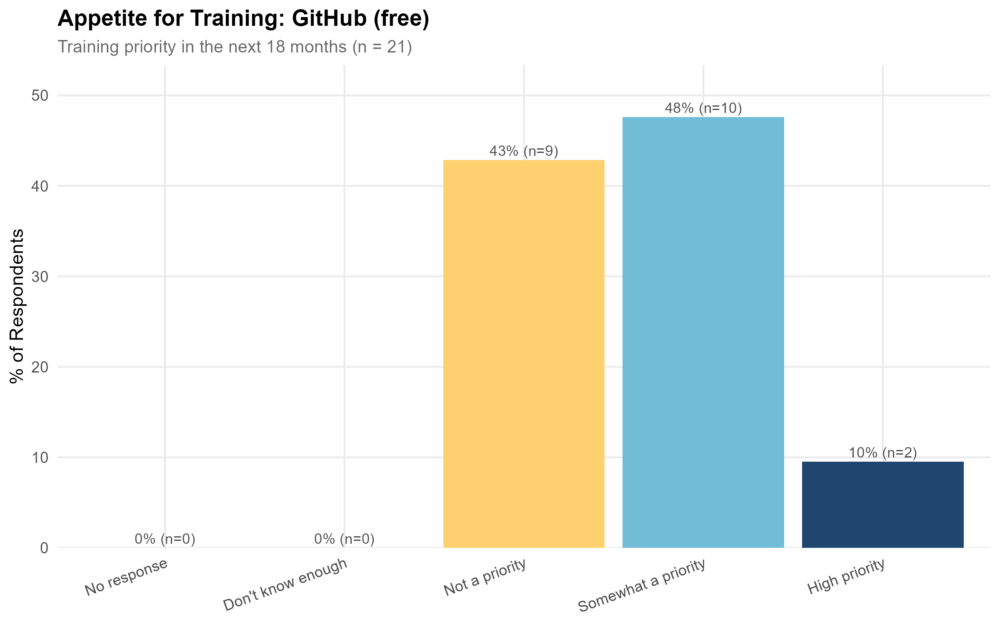 Appetite for Training: GitHub (free)
Training priority in the next 18 months (n = 21)
% of Respondents
50
40
30
20
10
0
0% (n=0)
0% (n=0)
43% (n=9)
48% (n=10)
10% (n=2)
No response
Don't know enough
Not a priority
Somewhat a priority
High priority